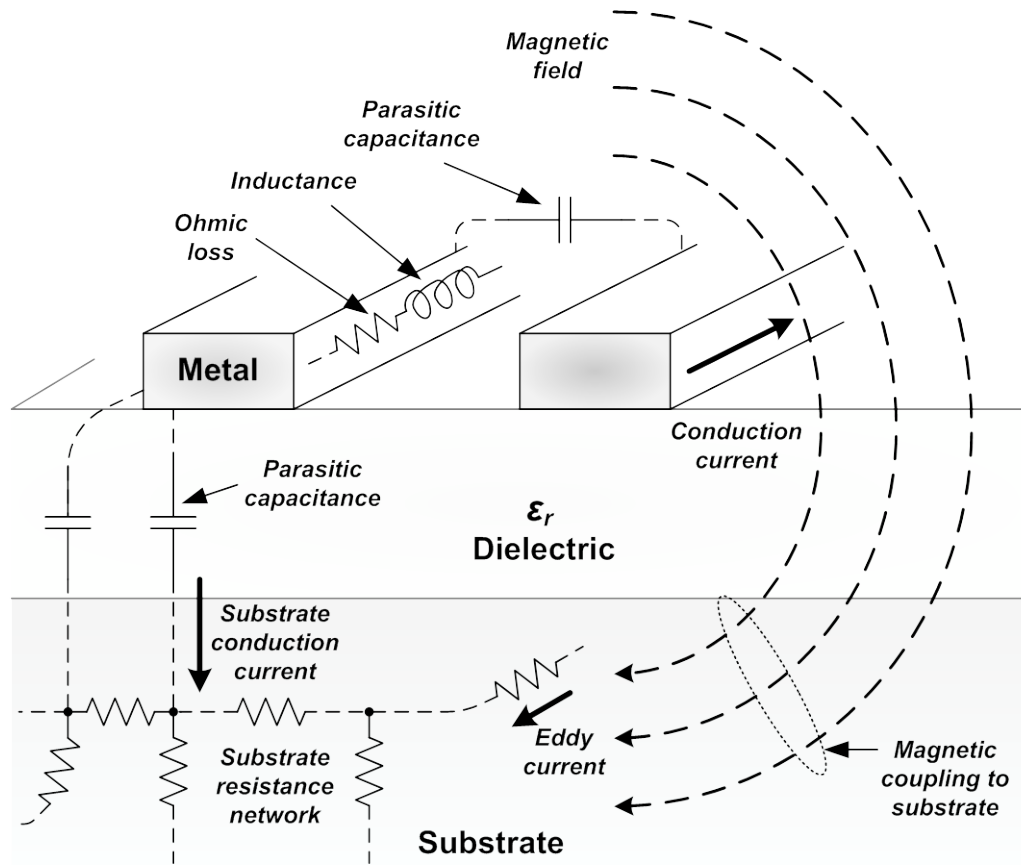 Magnetic
field
Parasitic
capacitance
Inductance
Ohmic
loss
Metal
Conduction
current
Parasitic
capacitance
εr
Dielectric
Substrate
conduction
current
Substrate
resistance
network
Eddy
current
Magnetic
coupling to
substrate
Substrate